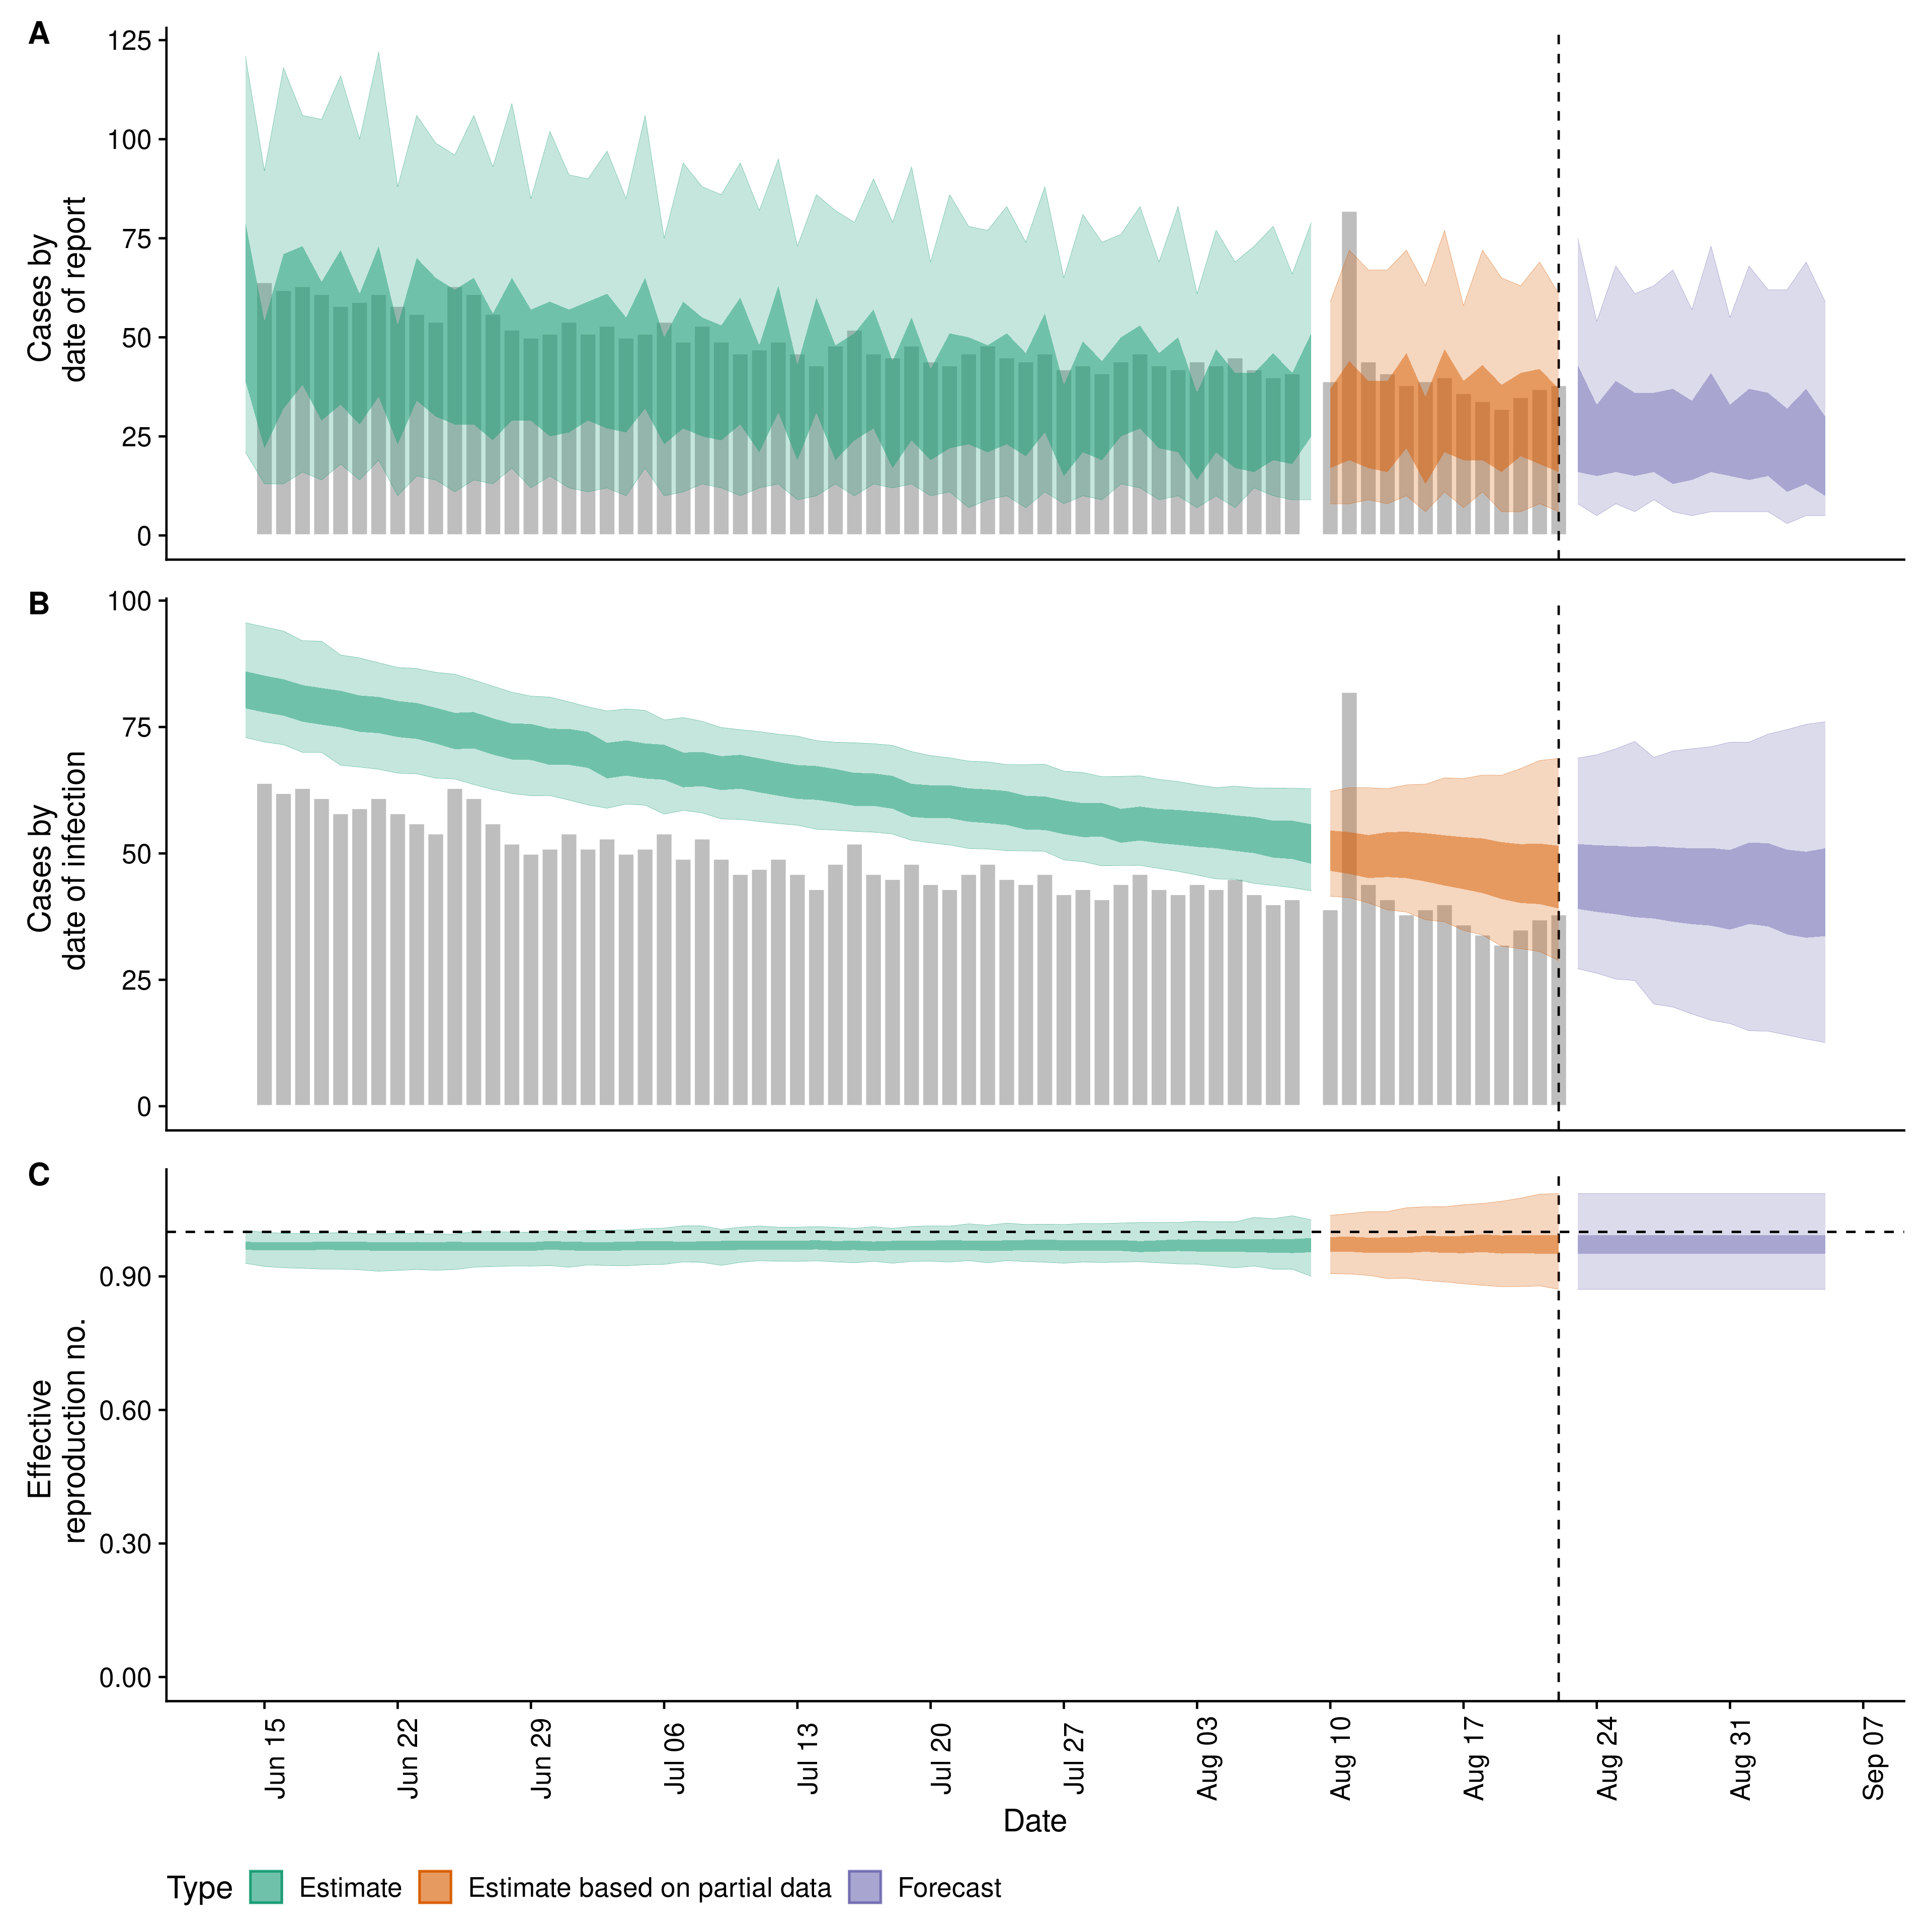 A
125
100
75
50
25
0
Cases by
date of report
B
100
75
50
25
0
Cases by
date of infection
C
0.90
0.60
0.30
0.00
Effective
reproduction no.
Jun 15
Jun 22
Jun 29
Jul 06
Jul 13
Jul 20
Jul 27
Aug 03
Aug 10
Aug 17
Aug 24
Aug 31
Sep 07
Date
Type Estimate Estimate based on partial data Forecast